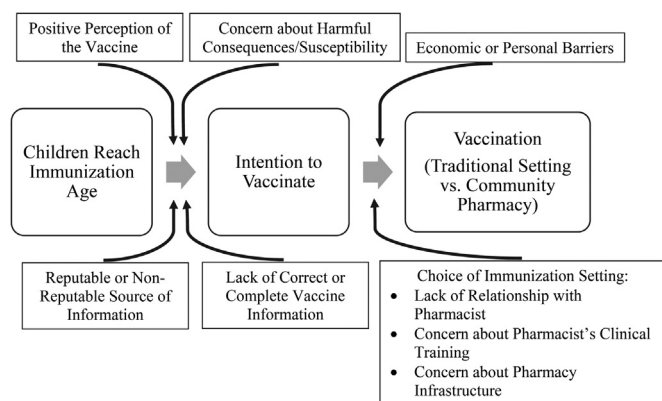 Positive Perception of
the Vaccine
Concern about Harmful
Consequences/Susceptibility
Economic or Personal Barriers
Children Reach
Immunization
Age
Intention to
Vaccinate
Vaccination
(Traditional Setting
vs. Community
Pharmacy)
Reputable or Non-
Reputable Source of
Information
Lack of Correct or
Complete Vaccine
Information
Choice of Immunization Setting:
• Lack of Relationship with
Pharmacist
• Concern about Pharmacist’s Clinical
Training
• Concern about Pharmacy
Infrastructure